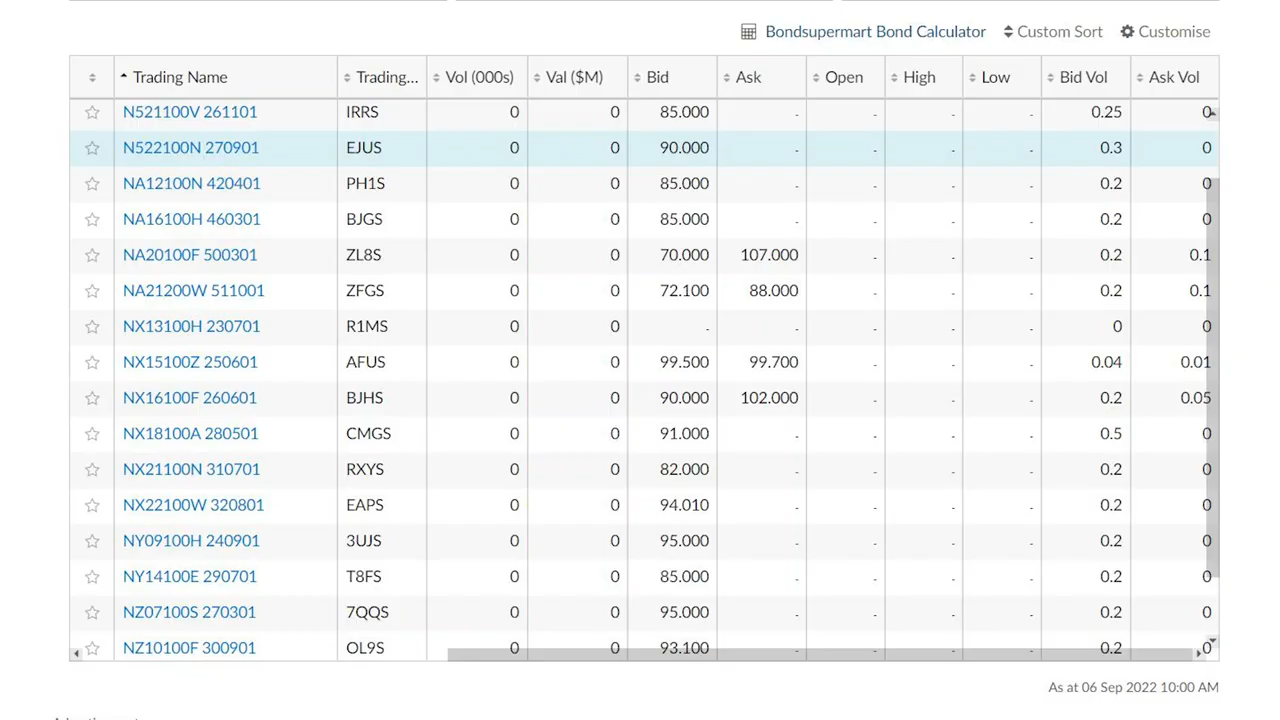 Bondsupermart Bond Calculator Custom Sort Customise
Trading Name Trading... Vol (000s) Val ($M) Bid Ask Open High Low Bid Vol Ask Vol
N521100V 261101 IRRS 0 0 85.000 - - - - 0.25 0
N522100N 270901 EJUS 0 0 90.000 - - - - 0.3 0
NA12100N 420401 PH1S 0 0 85.000 - - - - 0.2 0
NA16100H 460301 BJGS 0 0 85.000 - - - - 0.2 0
NA20100F 500301 ZL8S 0 0 70.000 107.000 - - - 0.2 0.1
NA21200W 511001 ZFGS 0 0 72.100 88.000 - - - 0.2 0.1
NX13100H 230701 R1MS 0 0 - - - - - 0 0
NX15100Z 250601 AFUS 0 0 99.500 99.700 - - - 0.04 0.01
NX16100F 260601 BJHS 0 0 90.000 102.000 - - - 0.2 0.05
NX18100A 280501 CMGS 0 0 91.000 - - - - 0.5 0
NX21100N 310701 RXYS 0 0 82.000 - - - - 0.2 0
NX22100W 320801 EAPS 0 0 94.010 - - - - 0.2 0
NY09100H 240901 3UJS 0 0 95.000 - - - - 0.2 0
NY14100E 290701 T8FS 0 0 85.000 - - - - 0.2 0
NZ07100S 270301 7QQS 0 0 95.000 - - - - 0.2 0
NZ10100F 300901 OL9S 0 0 93.100 - - - - 0.2 0
As at 06 Sep 2022 10:00 AM